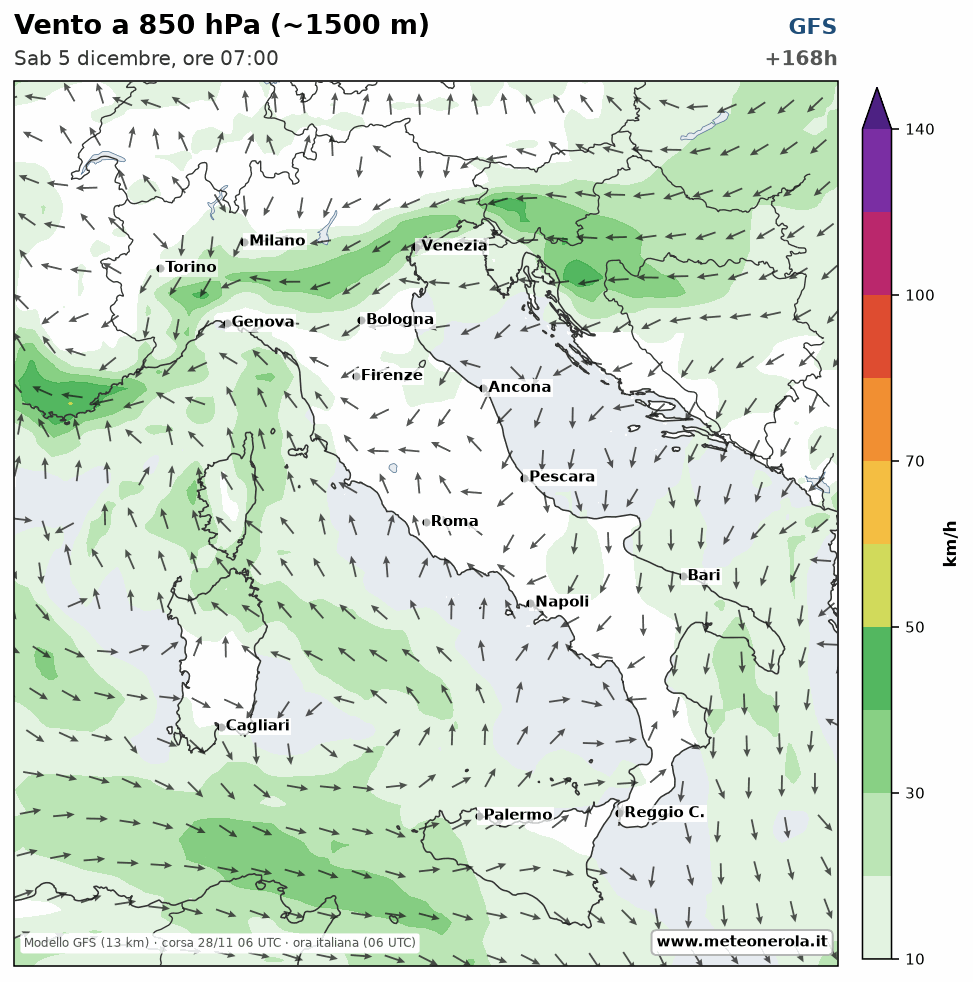 Vento a 850 hPa (~1500 m)
GFS
Sab 5 dicembre, ore 07:00
+168h
140
Milano
Venezia
Torino
100
Genova
Bologna
Firenze
Ancona
70
Pescara
Roma
km/h
Bari
Napoli
50
Cagliari
30
Palermo
Reggio C.
Modello GFS (13 km) · corsa 28/11 06 UTC · ora italiana (06 UTC)
www.meteonerola.it
10